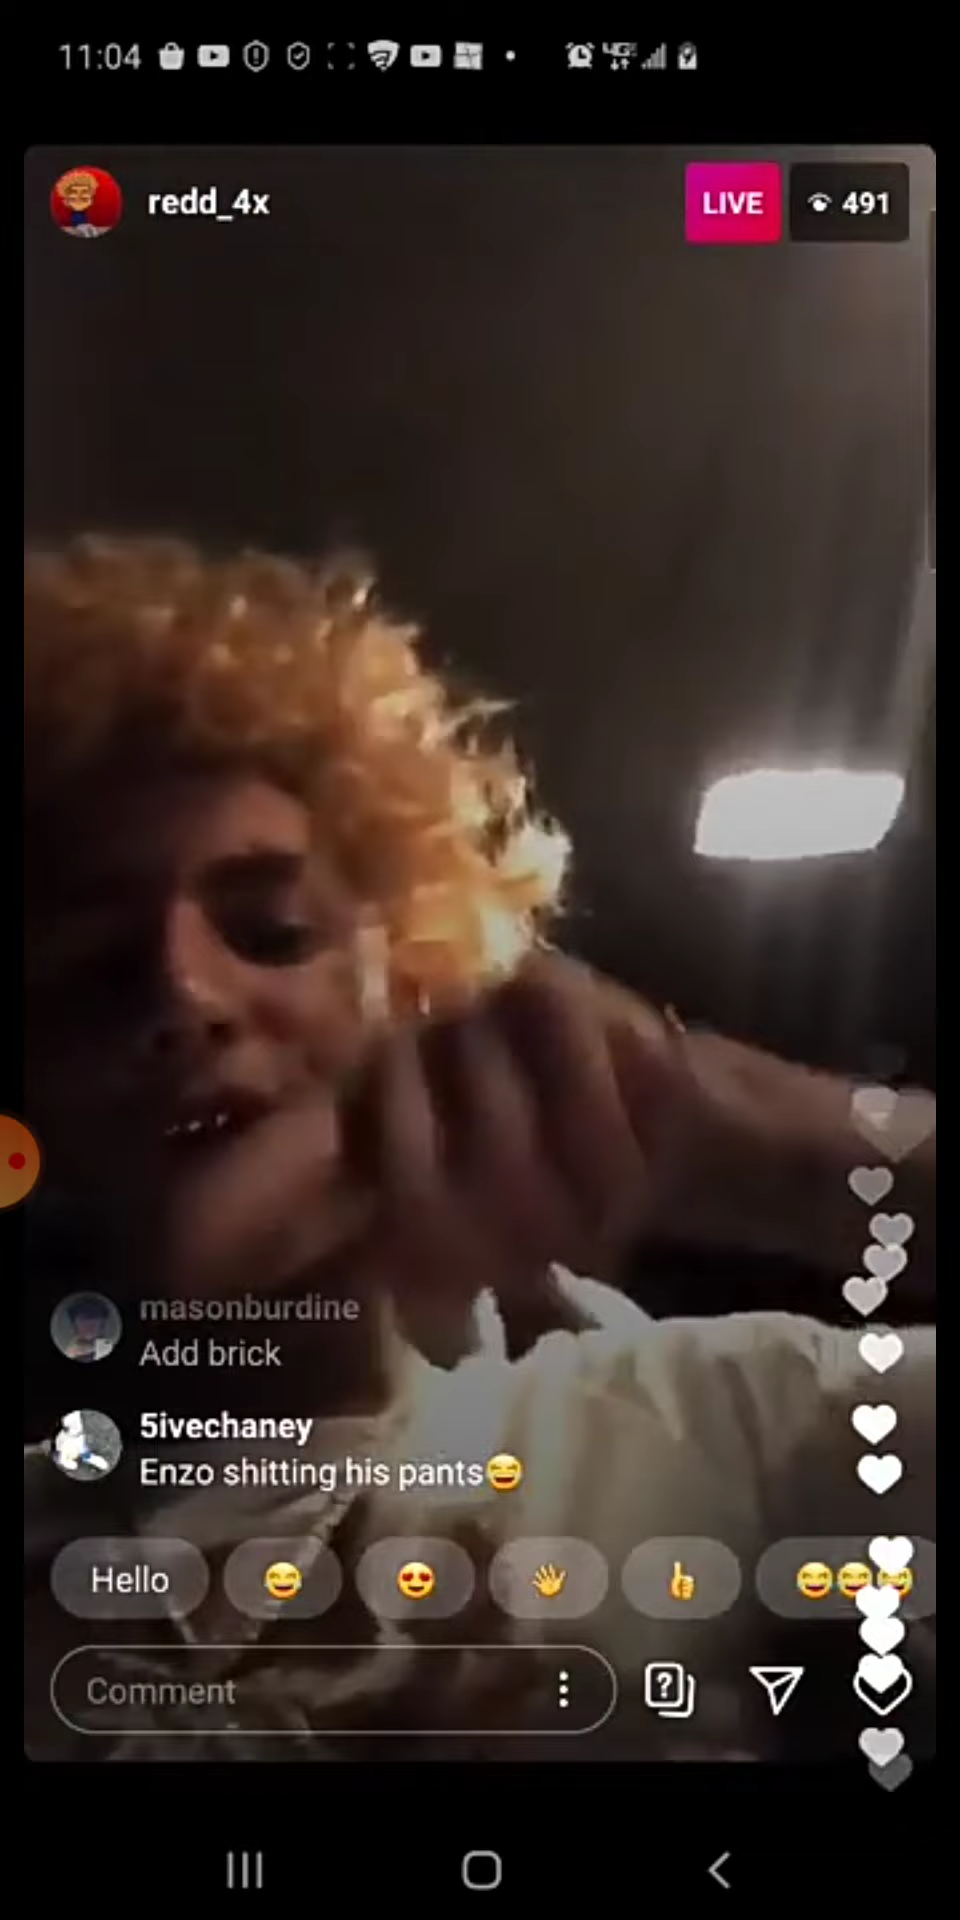 11:04
redd_4x
LIVE
491
masonburdine
Add brick
5ivechaney
Enzo shitting his pants😅
Hello
Comment